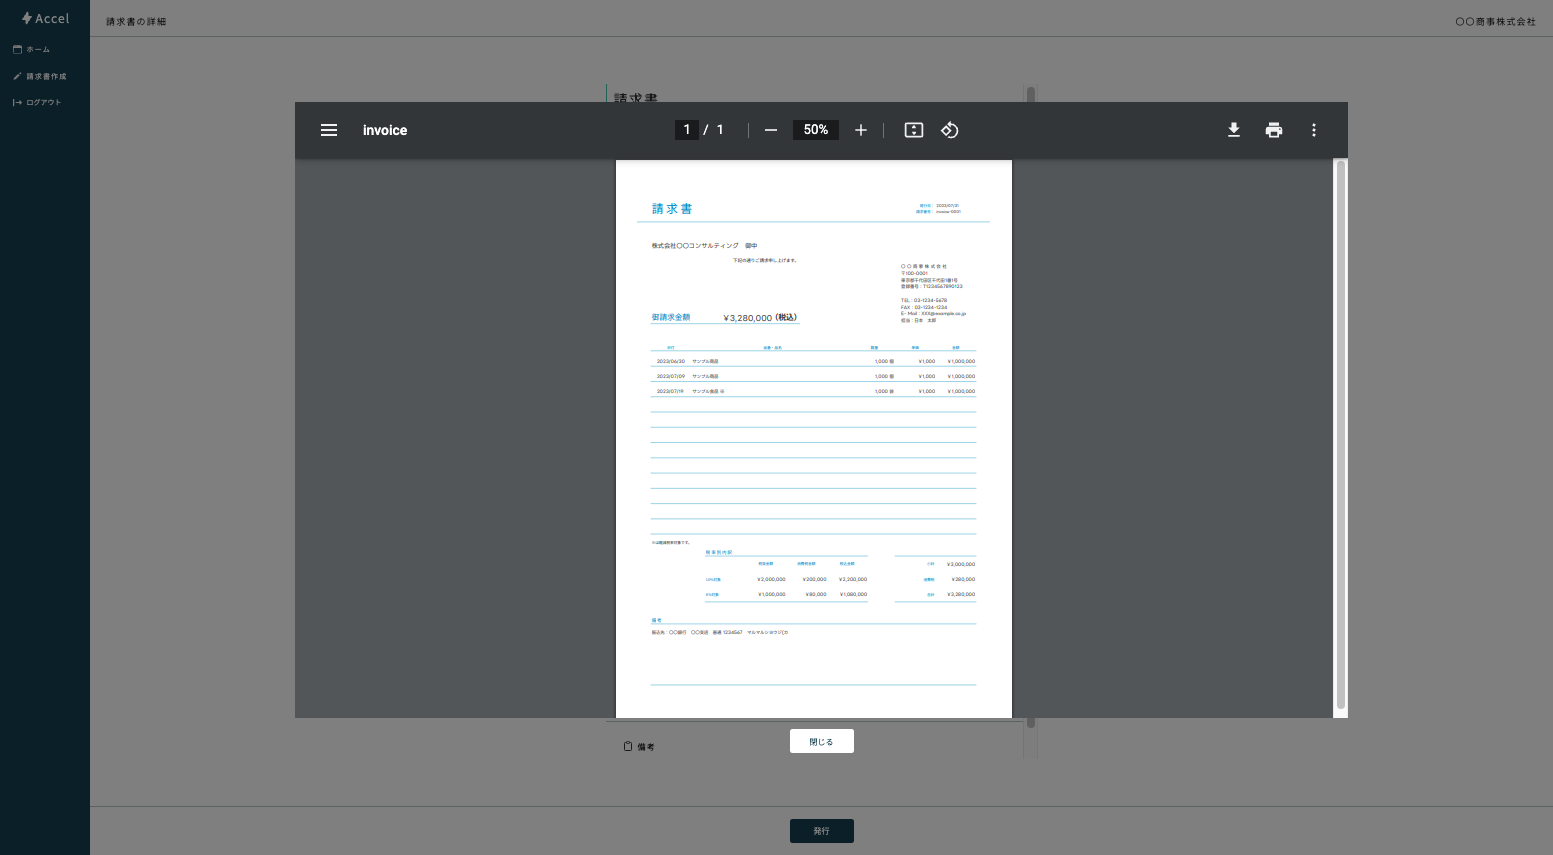 Accel
ホーム
請求書作成
ログアウト
請求書の詳細
〇〇商事株式会社
請求書
invoice
1 / 1
50%
請求書
発行日： 2023/07/20
請求書番号： invoice-0001
株式会社〇〇コンサルティング　御中
下記の通りご請求申し上げます。
〇〇商事株式会社
〒100-0001
東京都千代田区千代田1番1号
登録番号：T1234567890123
TEL：03-1234-5678
FAX：03-1234-1234
E-Mail：XXX@example.co.jp
担当：日本　太郎
御請求金額 ¥3,280,000（税込）
日付 品番・品名 数量 単価 金額
2023/06/30 サンプル商品 1,000 個 ¥1,000 ¥1,000,000
2023/07/09 サンプル商品 1,000 個 ¥1,000 ¥1,000,000
2023/07/19 サンプル食品 ※ 1,000 袋 ¥1,000 ¥1,000,000
※は軽減税率対象です。
税率別内訳
税抜金額 消費税金額 税込金額 小計 ¥3,000,000
10%対象 ¥2,000,000 ¥200,000 ¥2,200,000 消費税 ¥280,000
8%対象 ¥1,000,000 ¥80,000 ¥1,080,000 合計 ¥3,280,000
備考
振込先：〇〇銀行　〇〇支店　普通 1234567　マルマルショウジ(カ
備考
閉じる
発行